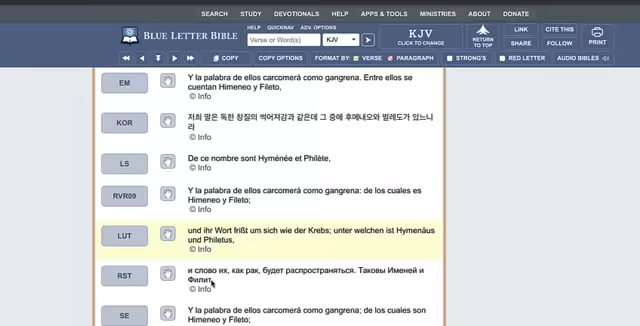 SEARCH STUDY DEVOTIONALS HELP APPS & TOOLS MINISTRIES ABOUT DONATE
BLUE LETTER BIBLE
HELP QUICKNAV ADV. OPTIONS
Verse or Word(s) KJV
KJV
CLICK TO CHANGE
RETURN
TO TOP
LINK CITE THIS
SHARE FOLLOW
PRINT
COPY COPY OPTIONS FORMAT BY: VERSE PARAGRAPH STRONG'S RED LETTER AUDIO BIBLES
EM
Y la palabra de ellos carcomerá como gangrena. Entre ellos se
cuentan Himeneo y Fileto,
© Info
KOR
저희 말은 독한 창질의 썩어져감과 같은데 그 중에 후메내오와 빌레도가 있느니
라
© Info
LS
De ce nombre sont Hyménée et Philète,
© Info
RVR09
Y la palabra de ellos carcomerá como gangrena: de los cuales es
Himeneo y Fileto;
© Info
LUT
und ihr Wort frißt um sich wie der Krebs; unter welchen ist Hymenäus
und Philetus,
© Info
RST
и слово их, как рак, будет распространяться. Таковы Именей и
Филит,
© Info
SE
Y la palabra de ellos carcomerá como gangrena; de los cuales son
Himeneo y Fileto;